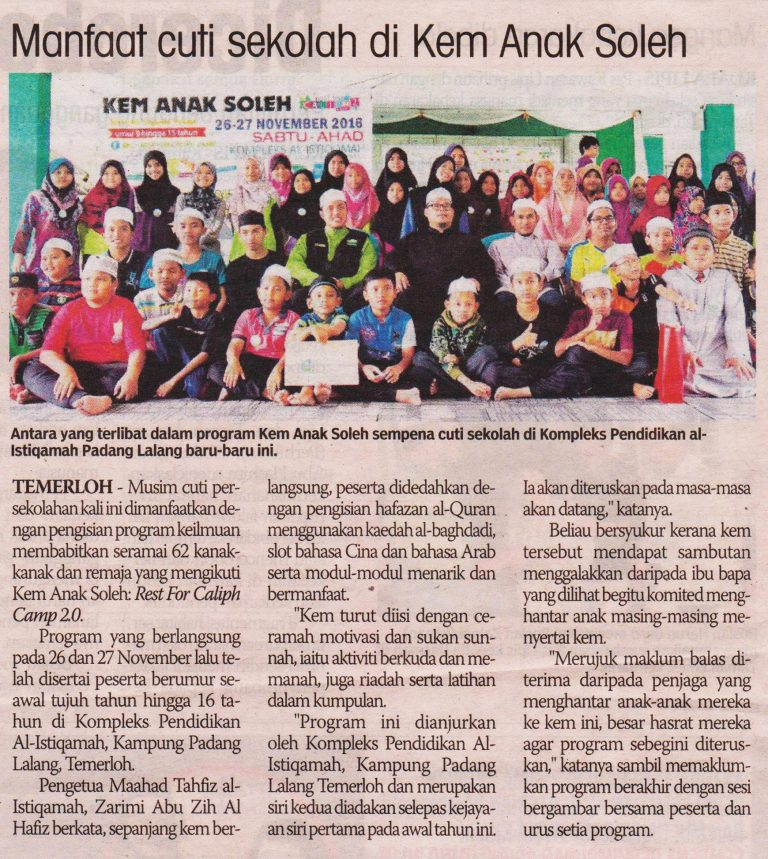 Manfaat cuti sekolah di Kem Anak Soleh
KEM ANAK SOLEH
umur 9 hingga 15 tahun
26-27 NOVEMBER 2016
SABTU - AHAD
KOMPLEKS AL ISTIQAMAH
Antara yang terlibat dalam program Kem Anak Soleh sempena cuti sekolah di Kompleks Pendidikan al-
Istiqamah Padang Lalang baru-baru ini.
TEMERLOH - Musim cuti per-
sekolahan kali ini dimanfaatkan de-
ngan pengisian program keilmuan
membabitkan seramai 62 kanak-
kanak dan remaja yang mengikuti
Kem Anak Soleh: Rest For Caliph
Camp 2.0.
Program yang berlangsung
pada 26 dan 27 November lalu te-
lah disertai peserta berumur se-
awal tujuh tahun hingga 16 ta-
hun di Kompleks Pendidikan
Al-Istiqamah, Kampung Padang
Lalang, Temerloh.
Pengetua Maahad Tahfiz al-
Istiqamah, Zarimi Abu Zih Al
Hafiz berkata, sepanjang kem ber-
langsung, peserta didedahkan de-
ngan pengisian hafazan al-Quran
menggunakan kaedah al-baghdadi,
slot bahasa Cina dan bahasa Arab
serta modul-modul menarik dan
bermanfaat.
"Kem turut diisi dengan ce-
ramah motivasi dan sukan sun-
nah, iaitu aktiviti berkuda dan me-
manah, juga riadah serta latihan
dalam kumpulan.
"Program ini dianjurkan
oleh Kompleks Pendidikan Al-
Istiqamah, Kampung Padang
Lalang Temerloh dan merupakan
siri kedua diadakan selepas kejaya-
an siri pertama pada awal tahun ini.
Ia akan diteruskan pada masa-masa
akan datang," katanya.
Beliau bersyukur kerana kem
tersebut mendapat sambutan
menggalakkan daripada ibu bapa
yang dilihat begitu komited meng-
hantar anak masing-masing me-
nyertai kem.
"Merujuk maklum balas di-
terima daripada penjaga yang
menghantar anak-anak mereka
ke kem ini, besar hasrat mereka
agar program sebegini diterus-
kan," katanya sambil memaklum-
kan program berakhir dengan sesi
bergambar bersama peserta dan
urus setia program.